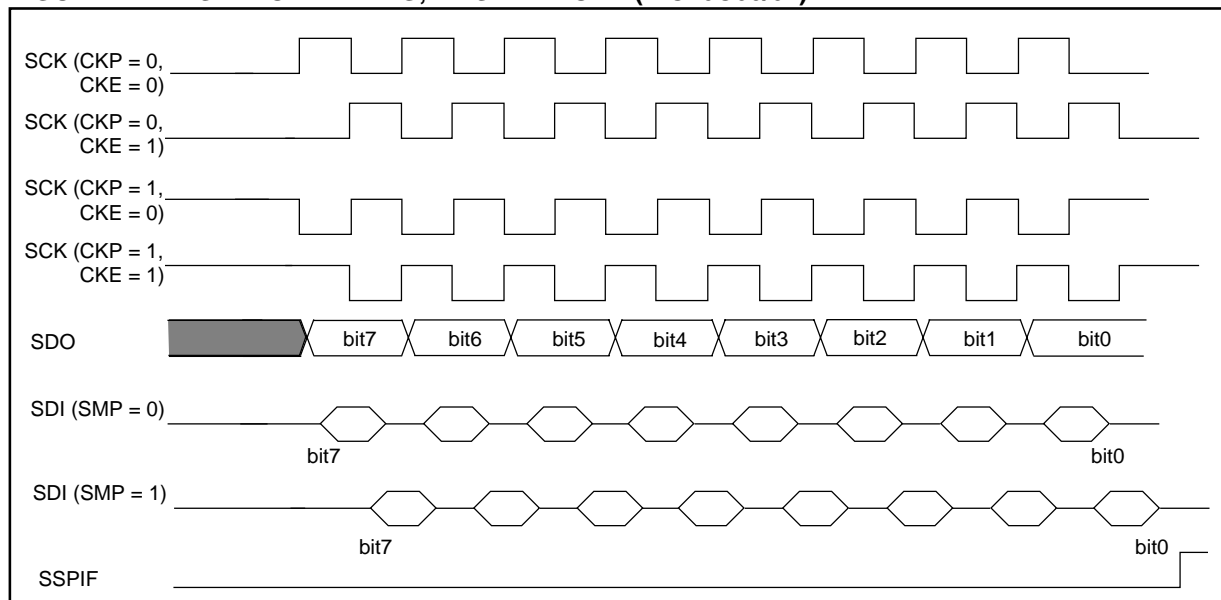 SCK (CKP = 0,
CKE = 0)
SCK (CKP = 0,
CKE = 1)
SCK (CKP = 1,
CKE = 0)
SCK (CKP = 1,
CKE = 1)
SDO bit7 bit6 bit5 bit4 bit3 bit2 bit1 bit0
SDI (SMP = 0)
bit7 bit0
SDI (SMP = 1)
bit7 bit0
SSPIF